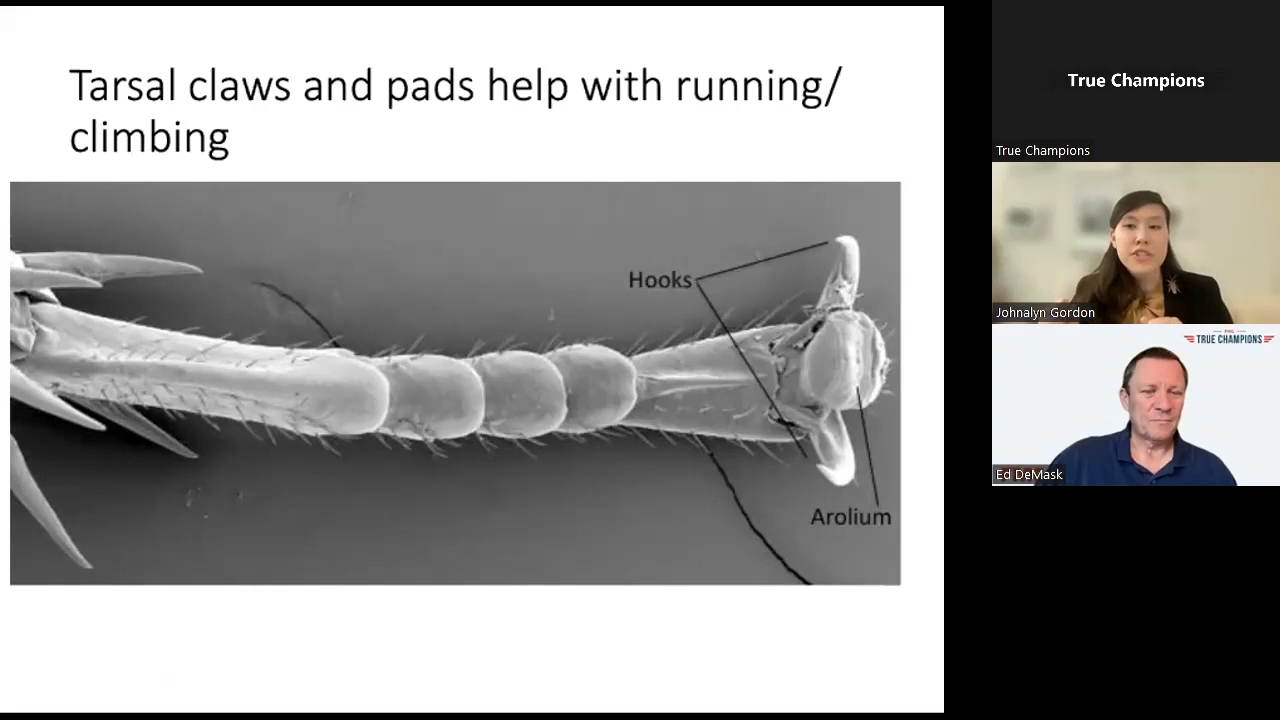 Tarsal claws and pads help with running/
climbing
Hooks
Arolium
True Champions
True Champions
Johnalyn Gordon
TRUE CHAMPIONS
Ed DeMask